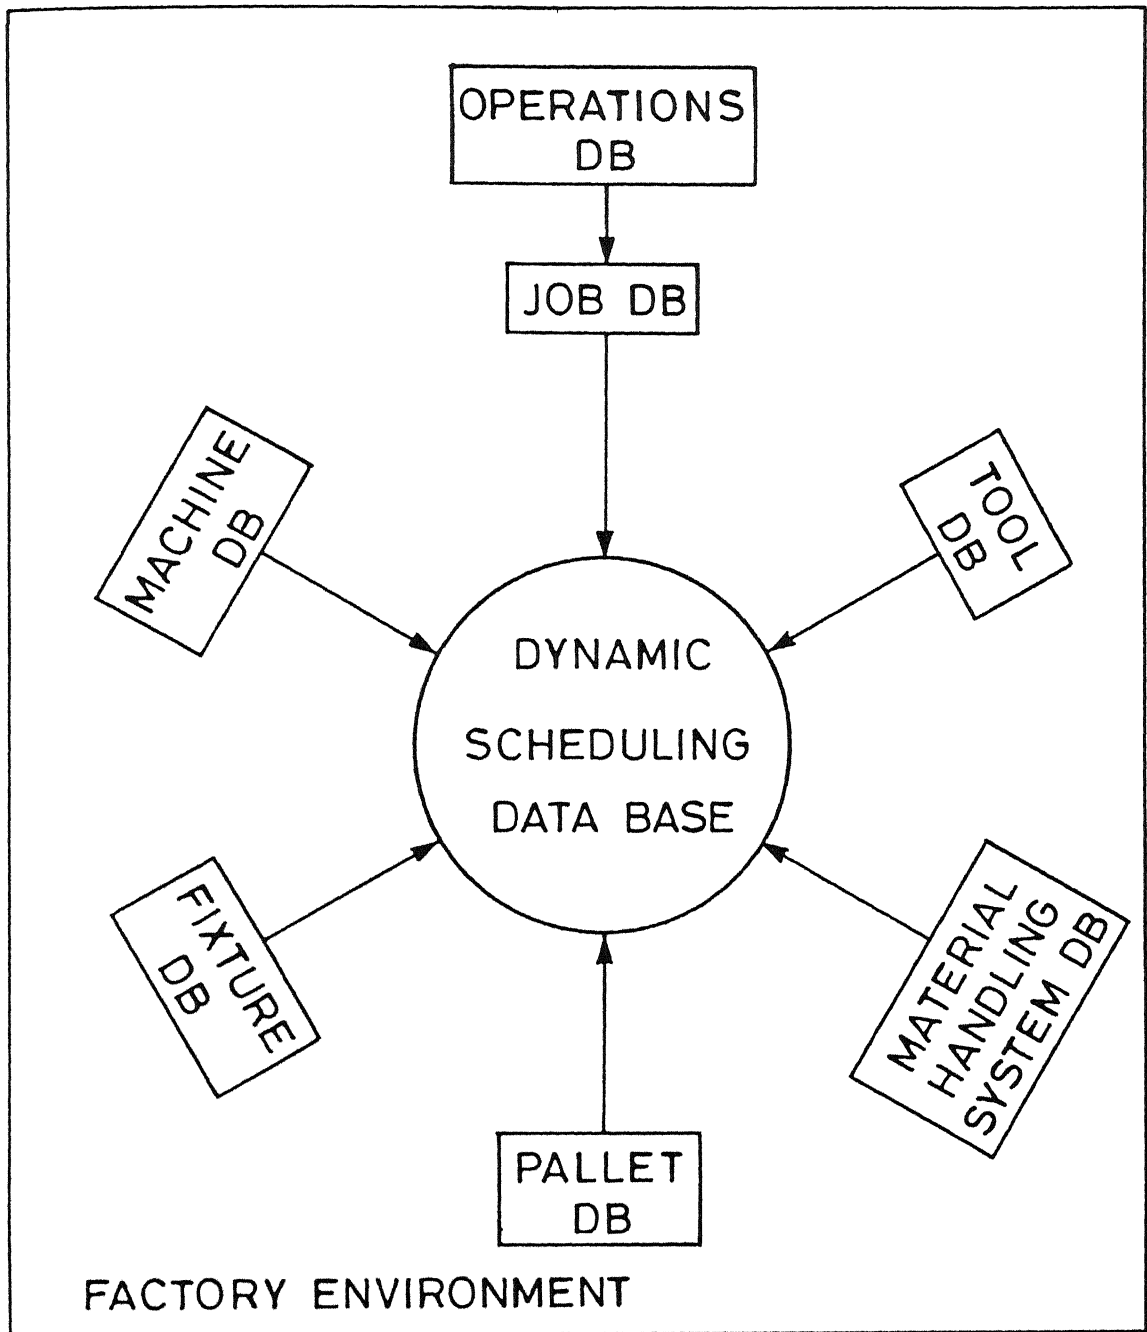 OPERATIONS
DB
JOB DB
MACHINE
DB
TOOL
DB
DYNAMIC
SCHEDULING
DATA BASE
FIXTURE
DB
MATERIAL
HANDLING
SYSTEM DB
PALLET
DB
FACTORY ENVIRONMENT